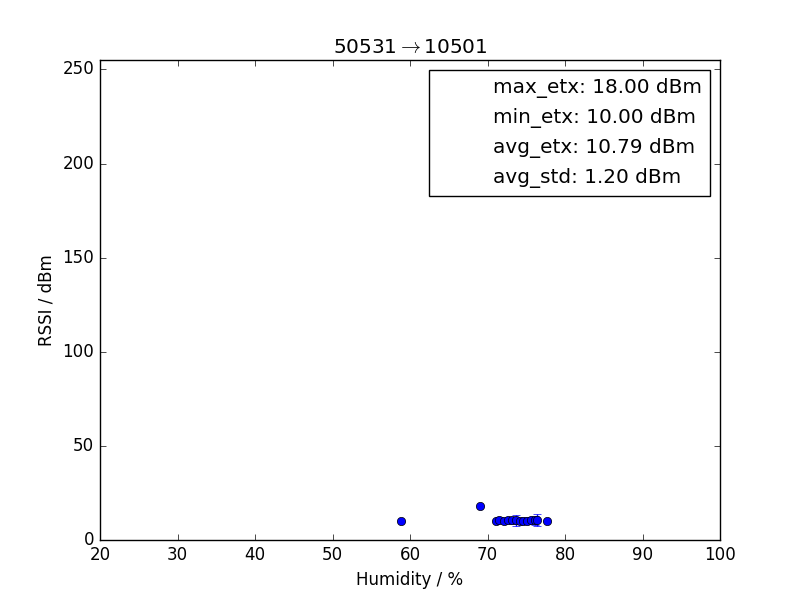 50531→10501
max_etx: 18.00 dBm
min_etx: 10.00 dBm
avg_etx: 10.79 dBm
avg_std: 1.20 dBm
RSSI / dBm
250
200
150
100
50
0
20 30 40 50 60 70 80 90 100
Humidity / %